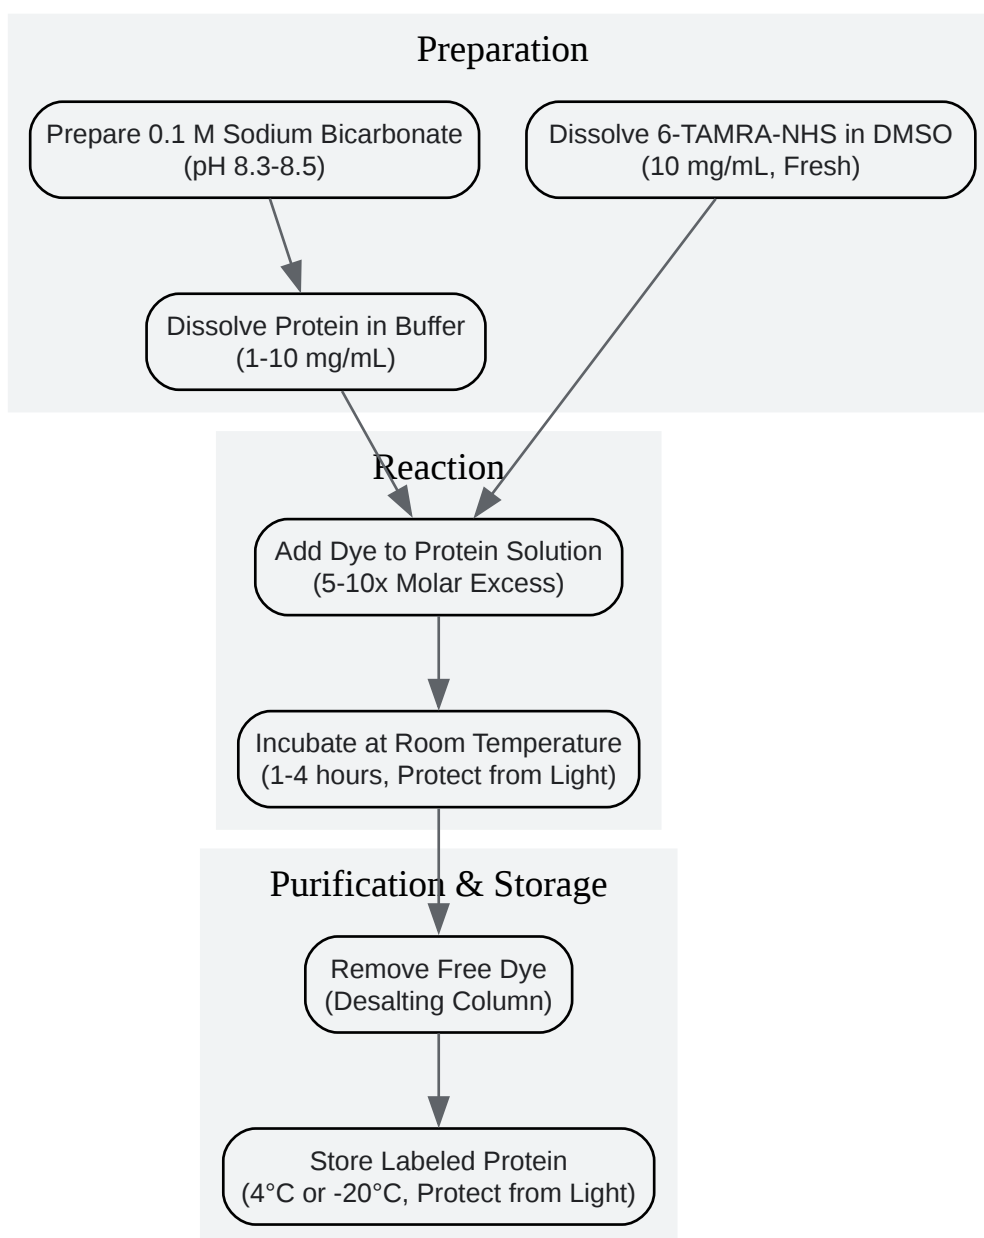 Preparation
Prepare 0.1 M Sodium Bicarbonate
(pH 8.3-8.5)
Dissolve 6-TAMRA-NHS in DMSO
(10 mg/mL, Fresh)
Dissolve Protein in Buffer
(1-10 mg/mL)
Reaction
Add Dye to Protein Solution
(5-10x Molar Excess)
Incubate at Room Temperature
(1-4 hours, Protect from Light)
Purification & Storage
Remove Free Dye
(Desalting Column)
Store Labeled Protein
(4°C or -20°C, Protect from Light)